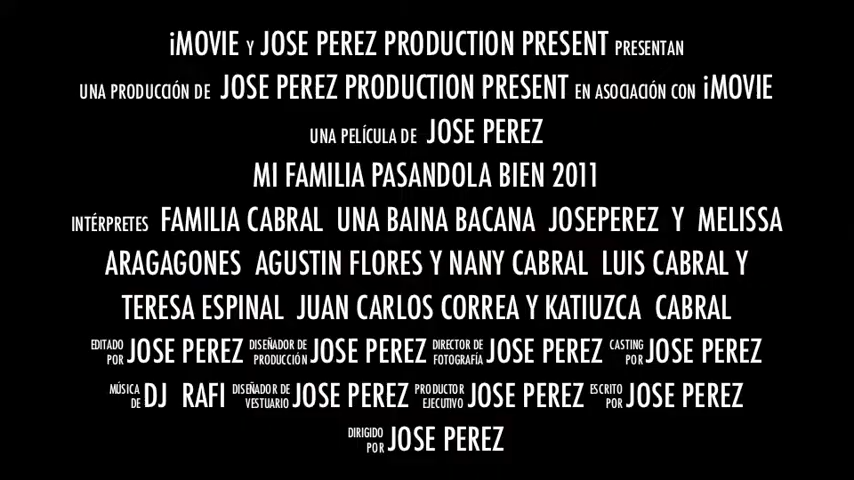 iMOVIE Y JOSE PEREZ PRODUCTION PRESENT PRESENTAN
UNA PRODUCCIÓN DE JOSE PEREZ PRODUCTION PRESENT EN ASOCIACIÓN CON iMOVIE
UNA PELÍCULA DE JOSE PEREZ
MI FAMILIA PASANDOLA BIEN 2011
INTÉRPRETES FAMILIA CABRAL UNA BAINA BACANA JOSEPEREZ Y MELISSA
ARAGAGONES AGUSTIN FLORES Y NANY CABRAL LUIS CABRAL Y
TERESA ESPINAL JUAN CARLOS CORREA Y KATIUZCA CABRAL
EDITADO POR JOSE PEREZ DISEÑADOR DE PRODUCCIÓN JOSE PEREZ DIRECTOR DE FOTOGRAFÍA JOSE PEREZ CASTING POR JOSE PEREZ
MÚSICA DE DJ RAFI DISEÑADOR DE VESTUARIO JOSE PEREZ PRODUCTOR EJECUTIVO JOSE PEREZ ESCRITO POR JOSE PEREZ
DIRIGIDO POR JOSE PEREZ